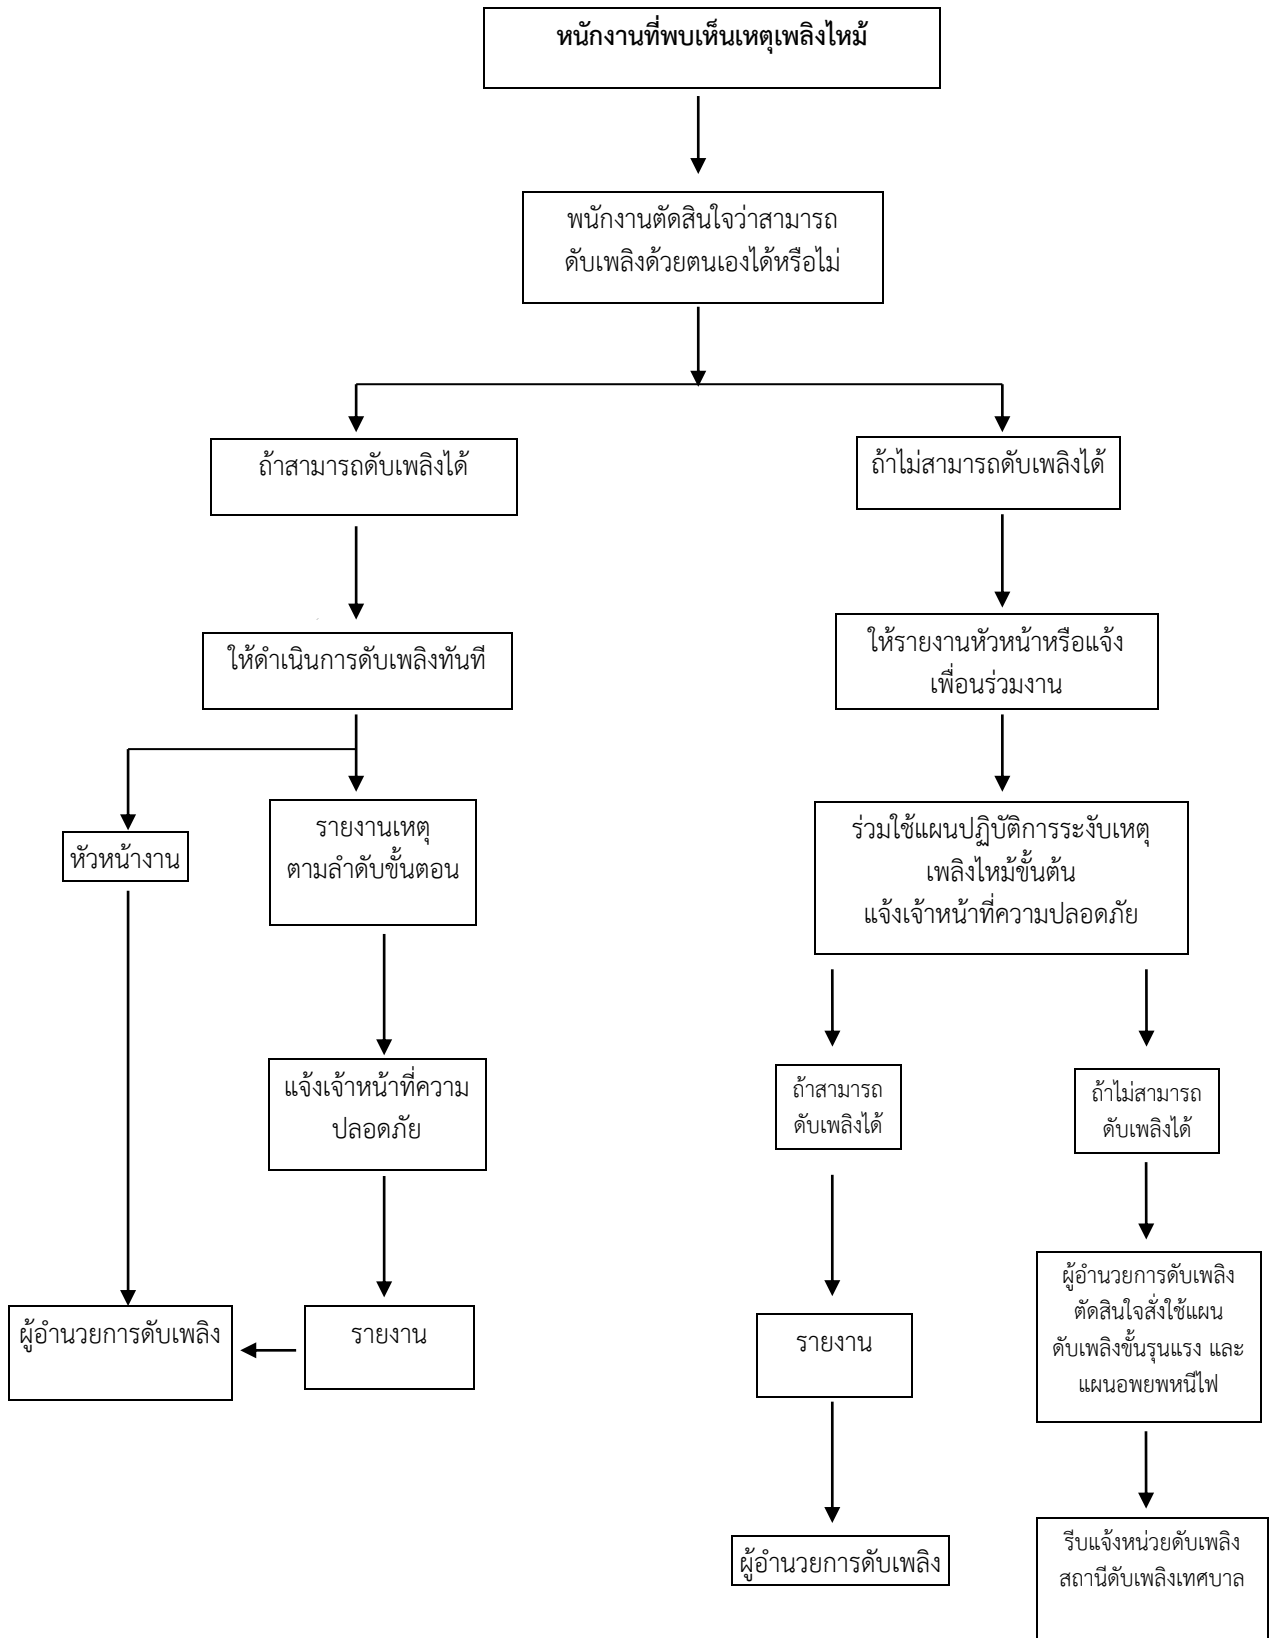 หนักงานที่พบเห็นเหตุเพลิงไหม้
พนักงานตัดสินใจว่าสามารถ
ดับเพลิงด้วยตนเองได้หรือไม่
ถ้าสามารถดับเพลิงได้
ถ้าไม่สามารถดับเพลิงได้
ให้ดำเนินการดับเพลิงทันที
ให้รายงานหัวหน้าหรือแจ้ง
เพื่อนร่วมงาน
หัวหน้างาน
รายงานเหตุ
ตามลำดับขั้นตอน
ร่วมใช้แผนปฏิบัติการระงับเหตุ
เพลิงไหม้ขั้นต้น
แจ้งเจ้าหน้าที่ความปลอดภัย
แจ้งเจ้าหน้าที่ความ
ปลอดภัย
ถ้าสามารถ
ดับเพลิงได้
ถ้าไม่สามารถ
ดับเพลิงได้
ผู้อำนวยการดับเพลิง
รายงาน
รายงาน
ผู้อำนวยการดับเพลิง
ตัดสินใจสั่งใช้แผน
ดับเพลิงขั้นรุนแรง และ
แผนอพยพหนีไฟ
ผู้อำนวยการดับเพลิง
รีบแจ้งหน่วยดับเพลิง
สถานีดับเพลิงเทศบาล